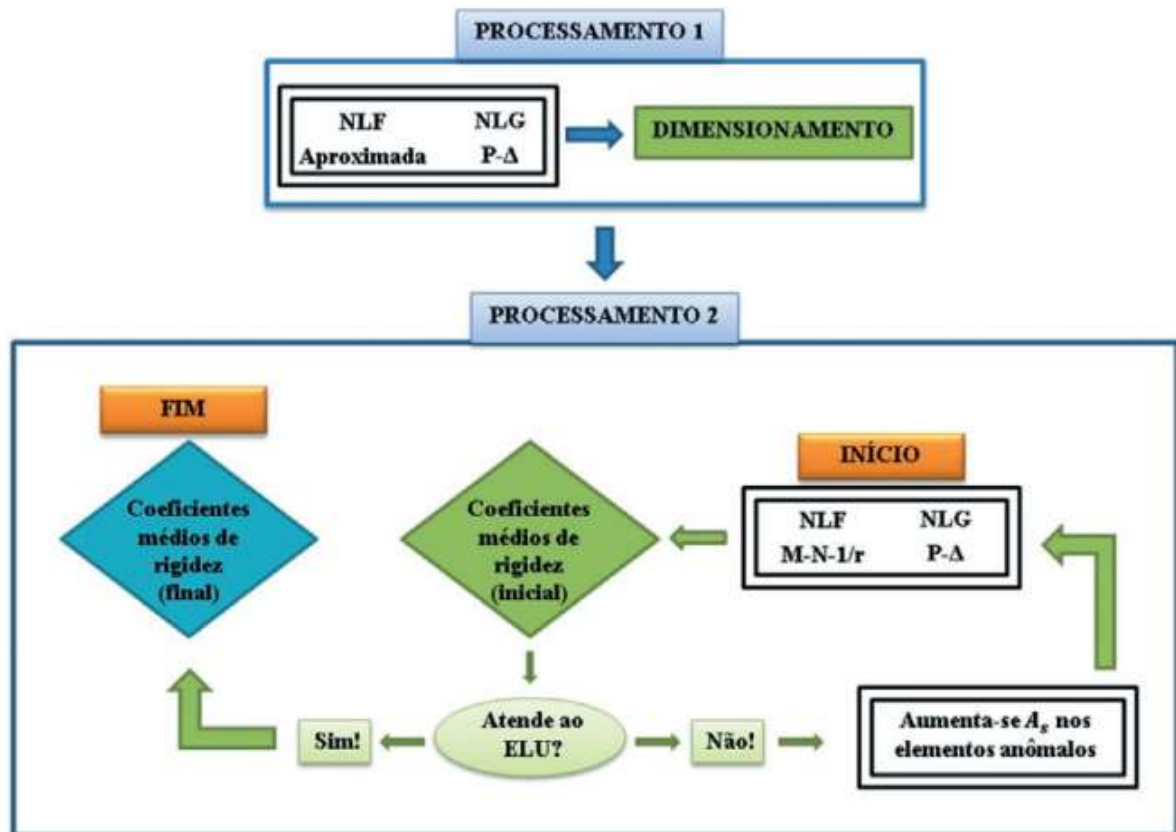 PROCESSAMENTO 1
NLF NLG
Aproximada P-Δ
DIMENSIONAMENTO
PROCESSAMENTO 2
FIM
Coeficientes
médios de
rigidez
(final)
Coeficientes
médios de
rigidez
(inicial)
INÍCIO
NLF NLG
M-N-1/r P-Δ
Sim!
Atende ao
ELU?
Não!
Aumenta-se A_s nos
elementos anômalos